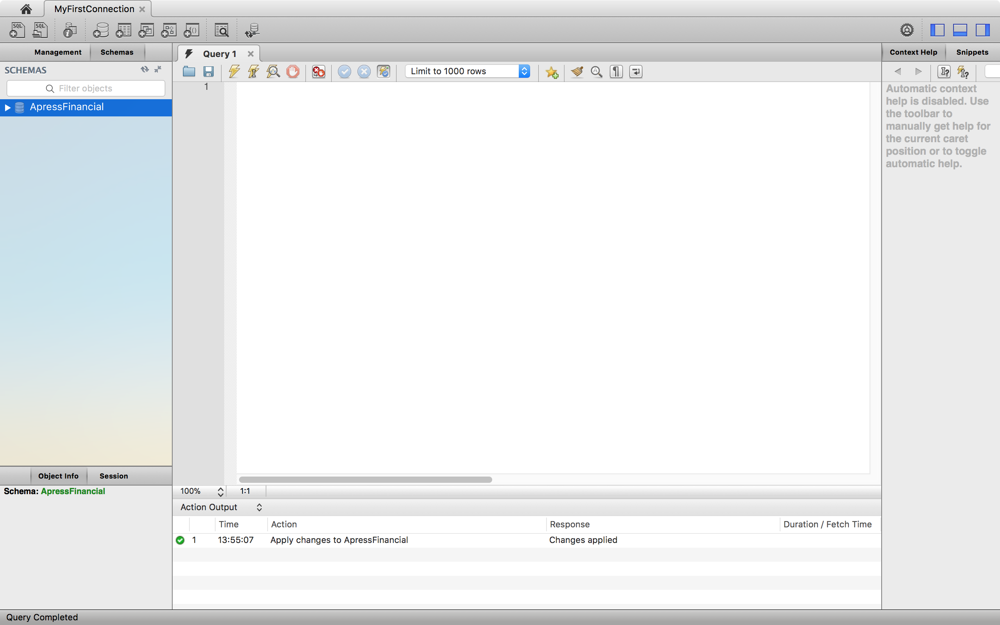 MyFirstConnection
SQL SQL
Management Schemas
SCHEMAS
Filter objects
ApressFinancial
Query 1
Limit to 1000 rows
1
Context Help Snippets
Automatic context
help is disabled. Use
the toolbar to
manually get help for
the current caret
position or to toggle
automatic help.
Object Info Session
Schema: ApressFinancial
100% 1:1
Action Output
Time Action Response Duration / Fetch Time
1 13:55:07 Apply changes to ApressFinancial Changes applied
Query Completed